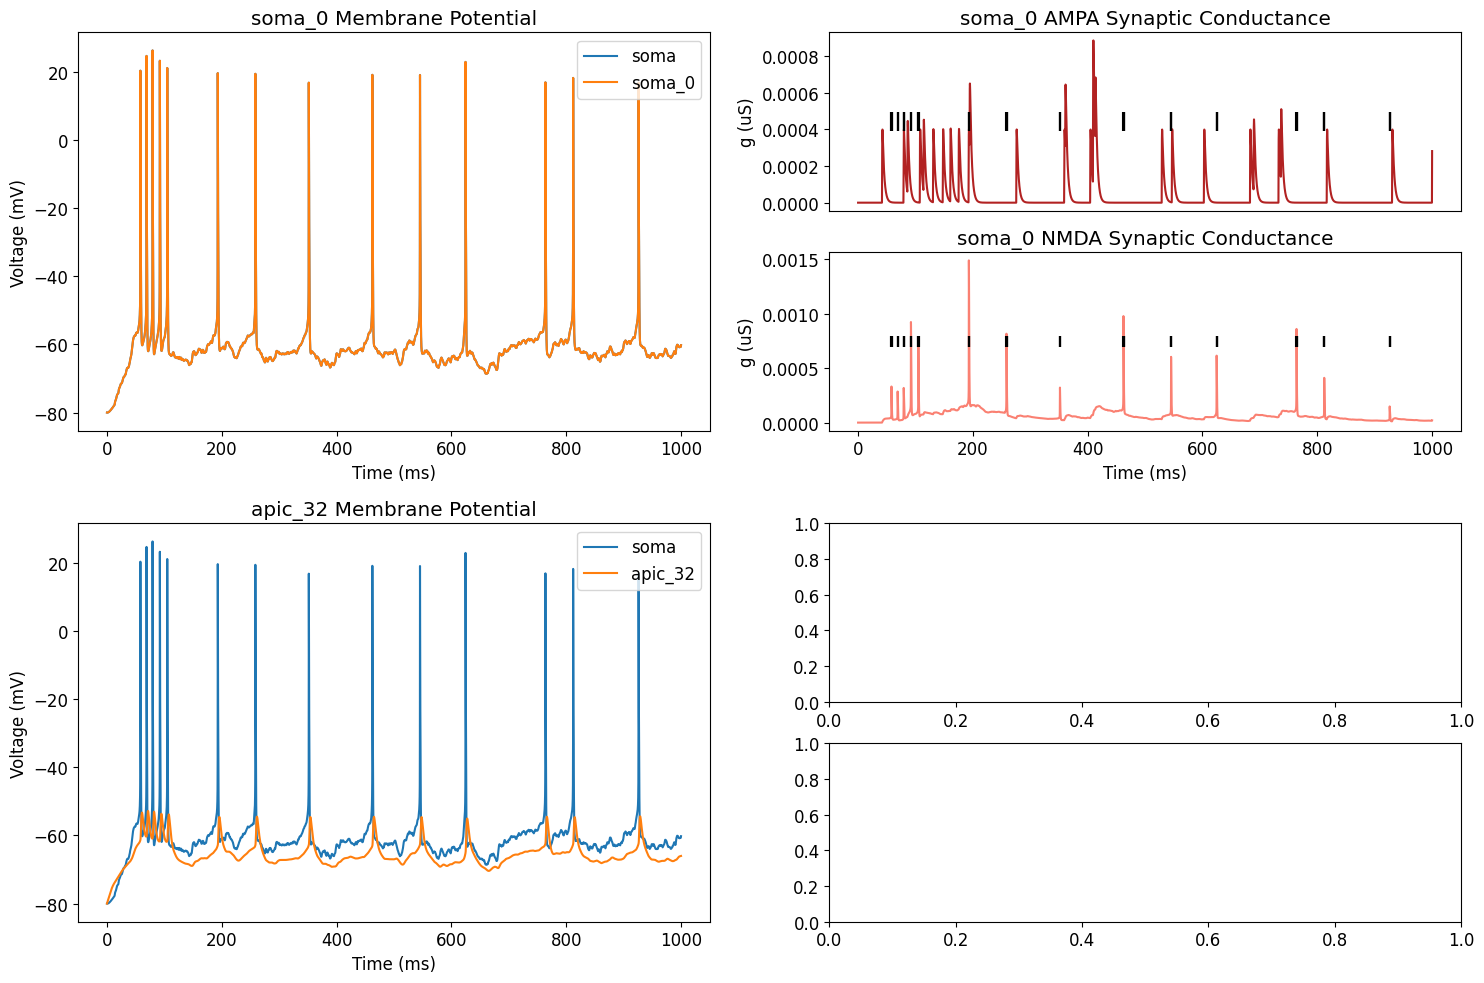 soma_0 Membrane Potential
soma
soma_0
20
0
−20
−40
−60
−80
Voltage (mV)
0 200 400 600 800 1000
Time (ms)
soma_0 AMPA Synaptic Conductance
0.0008
0.0006
0.0004
0.0002
0.0000
g (uS)
soma_0 NMDA Synaptic Conductance
0.0015
0.0010
0.0005
0.0000
g (uS)
0 200 400 600 800 1000
Time (ms)
apic_32 Membrane Potential
soma
apic_32
20
0
−20
−40
−60
−80
Voltage (mV)
0 200 400 600 800 1000
Time (ms)
1.0
0.8
0.6
0.4
0.2
0.0
0.0 0.2 0.4 0.6 0.8 1.0
1.0
0.8
0.6
0.4
0.2
0.0
0.0 0.2 0.4 0.6 0.8 1.0